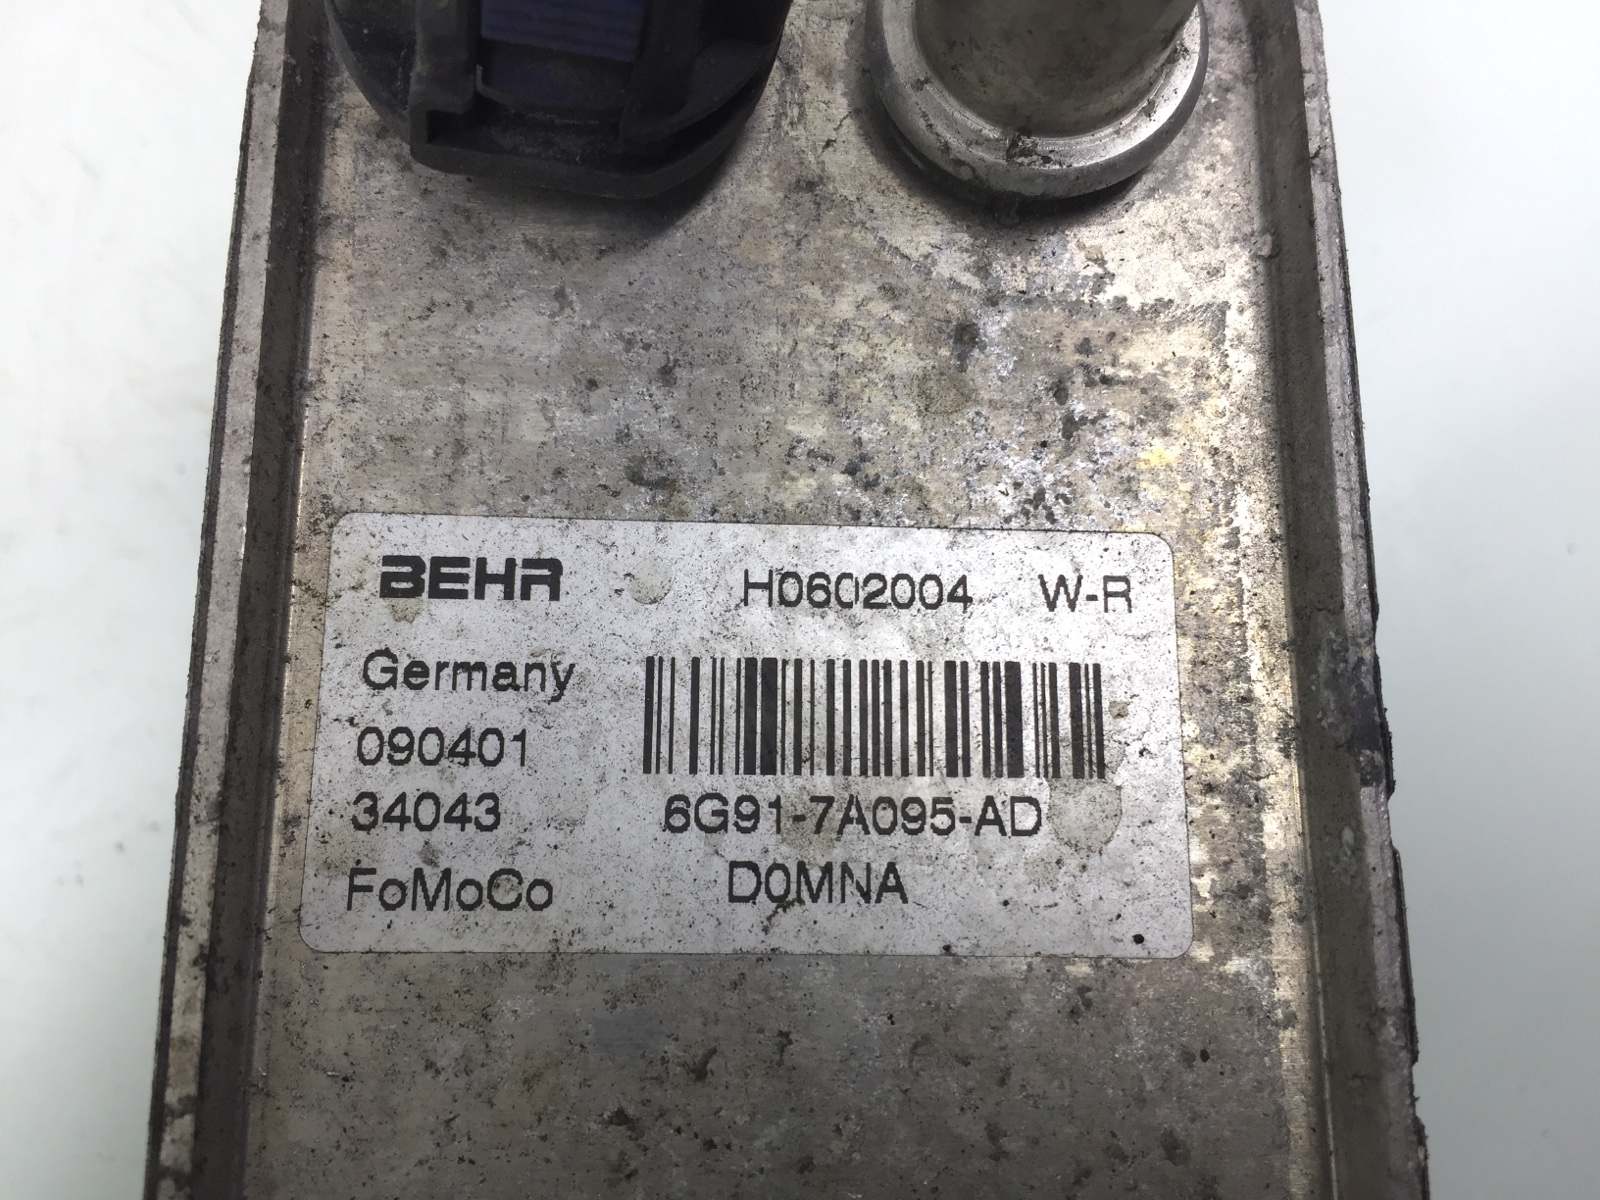 BEHR H0602004 W-R
Germany
090401
34043 6G91-7A095-AD
FoMoCo D0MNA